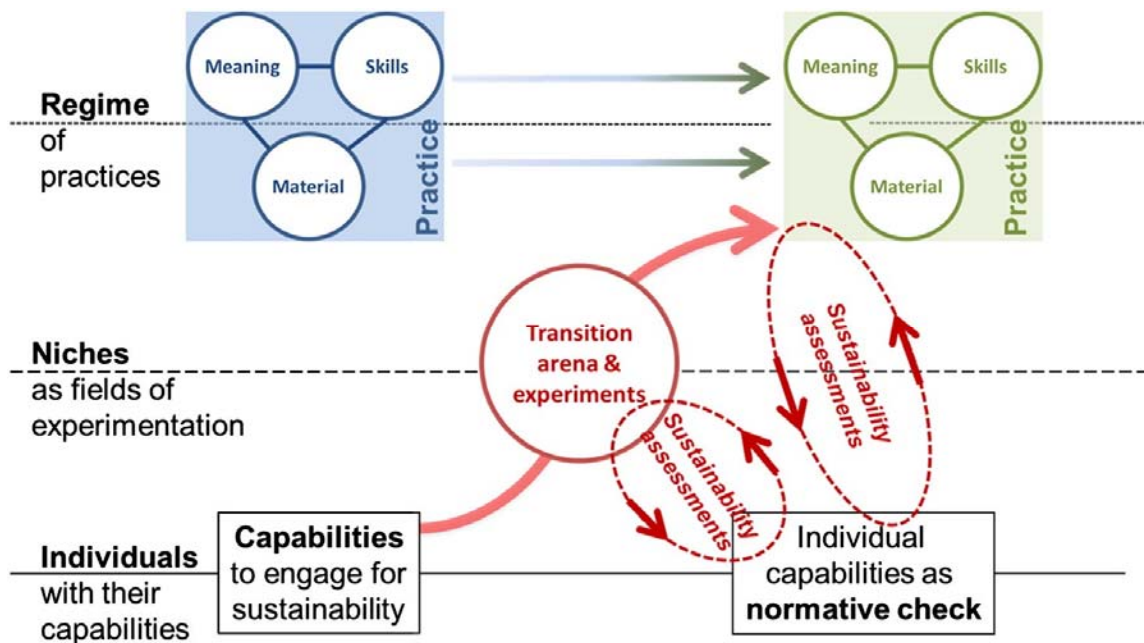 Regime
of
practices
Meaning
Skills
Material
Practice
Meaning
Skills
Material
Practice
Niches
as fields of
experimentation
Transition
arena &
experiments
Sustainability
assessments
Sustainability
assessments
Individuals
with their
capabilities
Capabilities
to engage for
sustainability
Individual
capabilities as
normative check